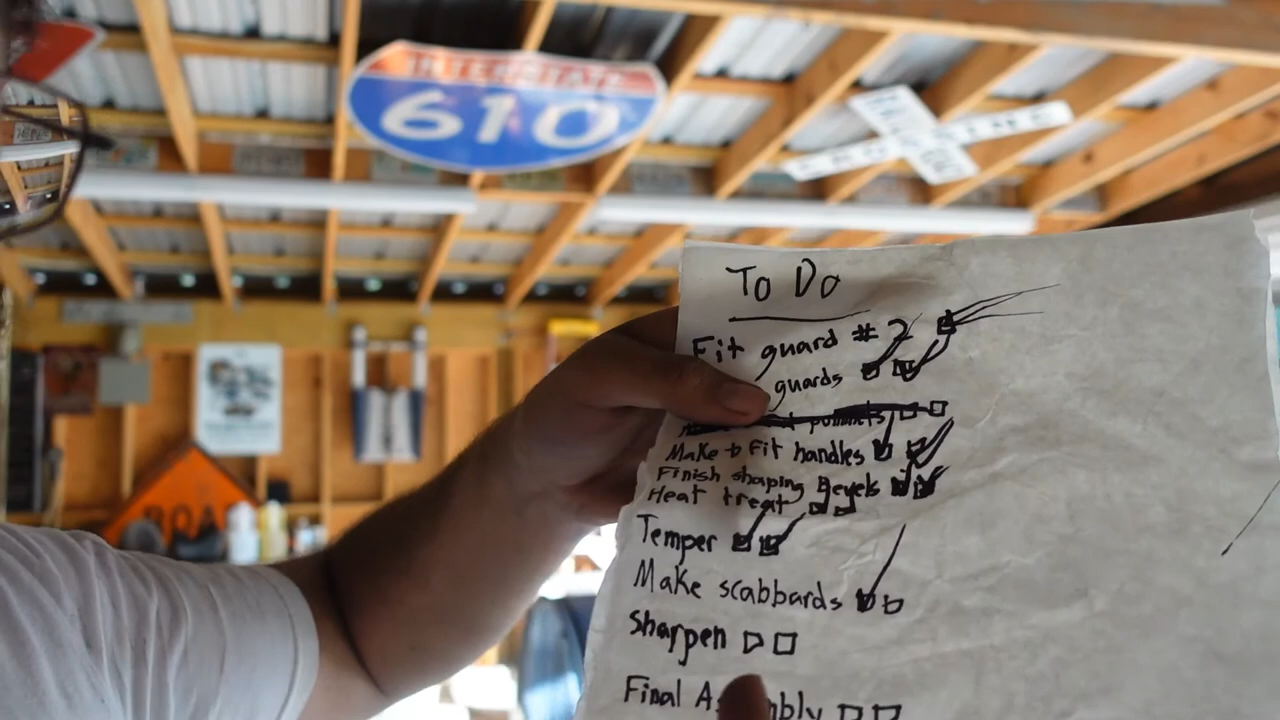 INTERSTATE
610
To Do
Fit guard #2
guards
pommels
Make & Fit handles
Finish shaping Bevels
Heat treat
Temper
Make scabbards
Sharpen
Final